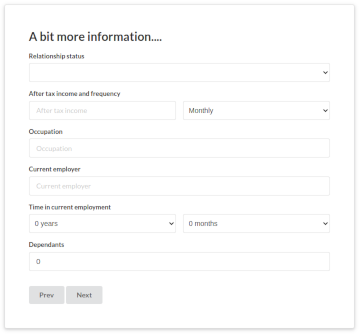 A bit more information....
Relationship status
After tax income and frequency
After tax income Monthly
Occupation
Occupation
Current employer
Current employer
Time in current employment
0 years 0 months
Dependants
0
Prev Next